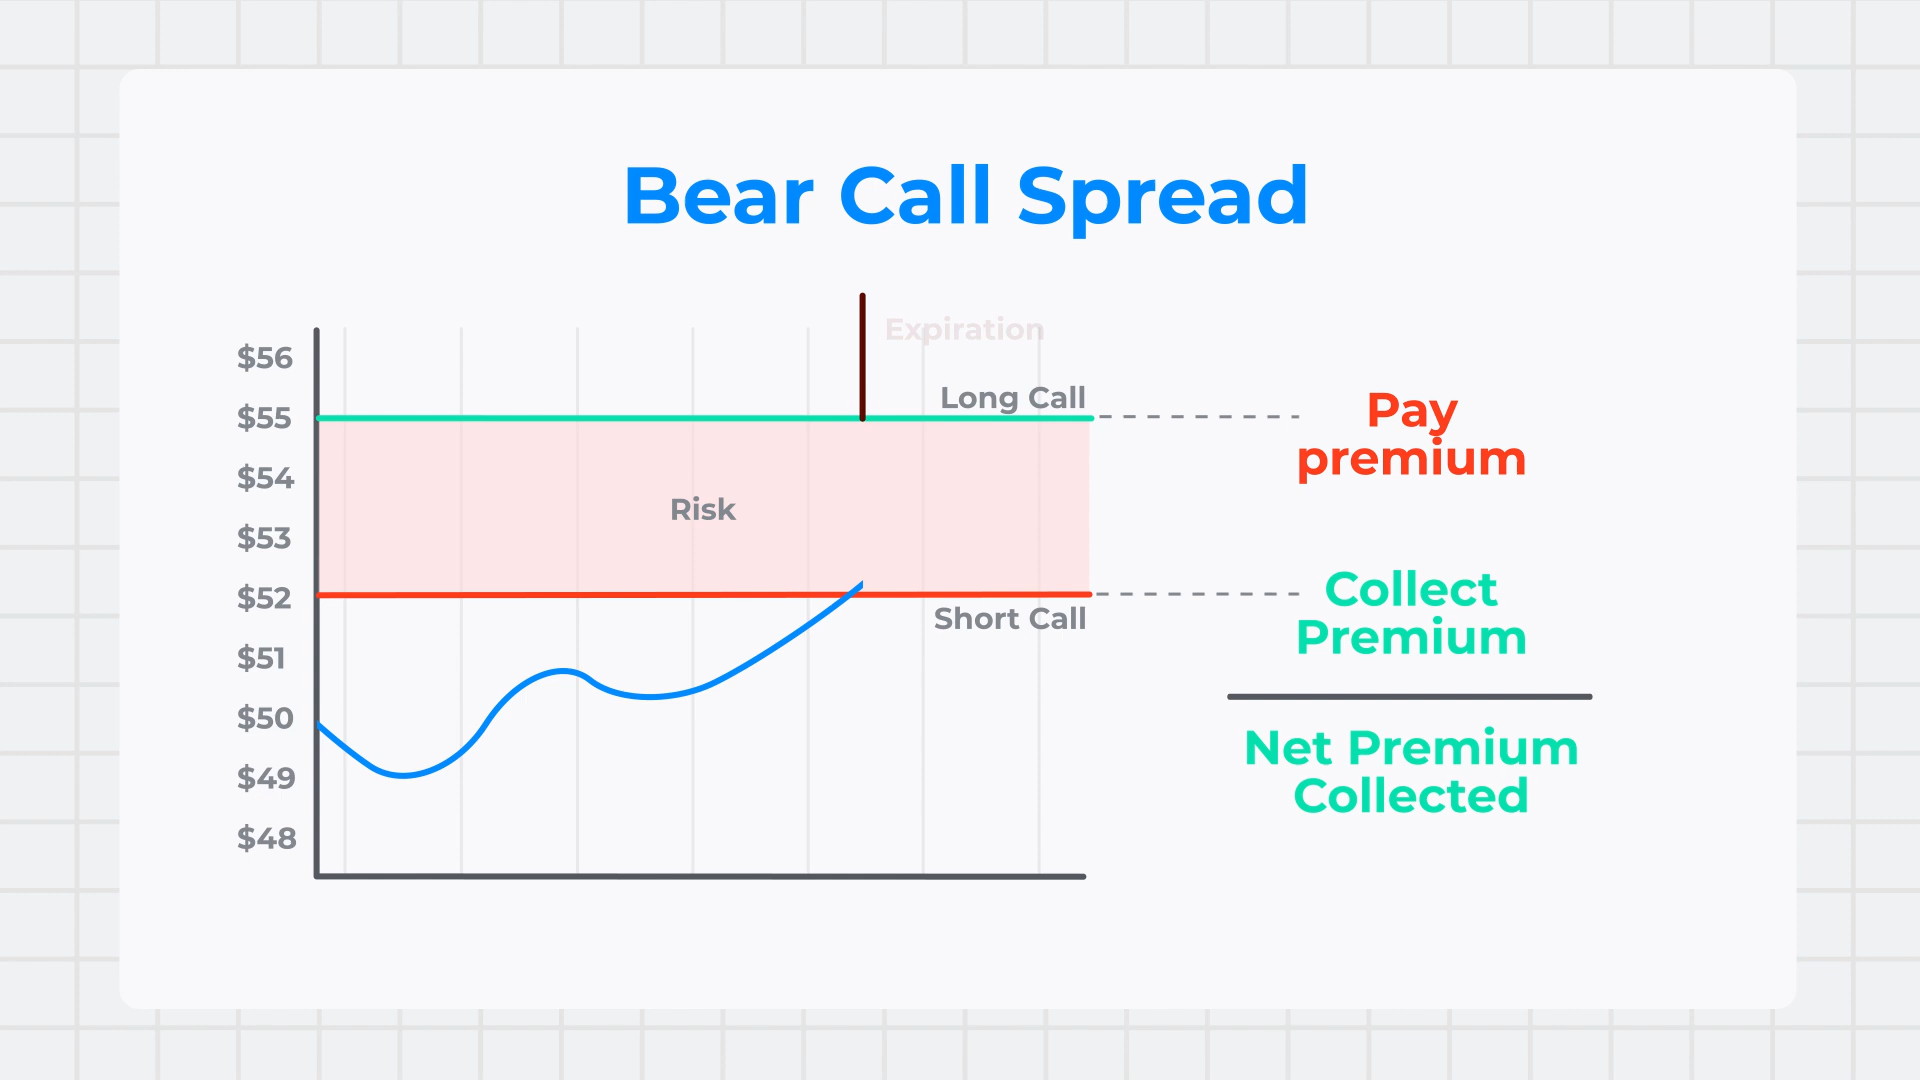 Bear Call Spread
Expiration
$56
Long Call
$55
Pay
premium
$54
Risk
$53
$52
Collect
Premium
Short Call
$51
$50
Net Premium
Collected
$49
$48